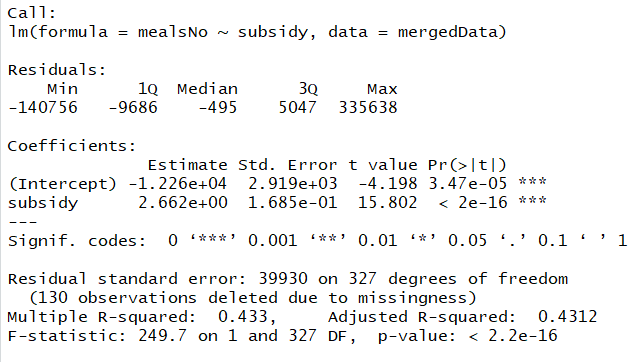 Call:
lm(formula = mealsNo ~ subsidy, data = mergedData)
Residuals:
Min 1Q Median 3Q Max
-140756 -9686 -495 5047 335638
Coefficients:
Estimate Std. Error t value Pr(>|t|)
(Intercept) -1.226e+04 2.919e+03 -4.198 3.47e-05 ***
subsidy 2.662e+00 1.685e-01 15.802 < 2e-16 ***
---
Signif. codes: 0 ‘***’ 0.001 ‘**’ 0.01 ‘*’ 0.05 ‘.’ 0.1 ‘ ’ 1
Residual standard error: 39930 on 327 degrees of freedom
(130 observations deleted due to missingness)
Multiple R-squared: 0.433, Adjusted R-squared: 0.4312
F-statistic: 249.7 on 1 and 327 DF, p-value: < 2.2e-16